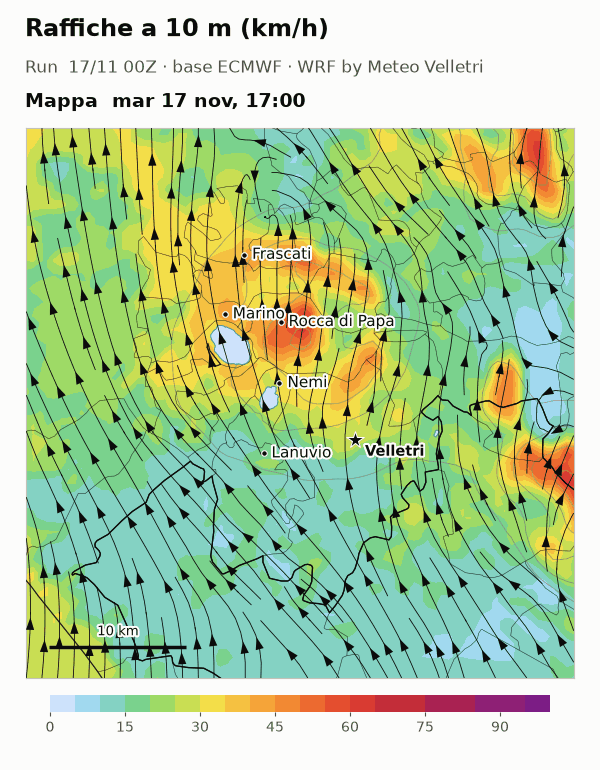 Raffiche a 10 m (km/h)
Run  17/11 00Z · base ECMWF · WRF by Meteo Velletri
Mappa  mar 17 nov, 17:00
Frascati
Marino
Rocca di Papa
Nemi
Velletri
Lanuvio
10 km
0 15 30 45 60 75 90